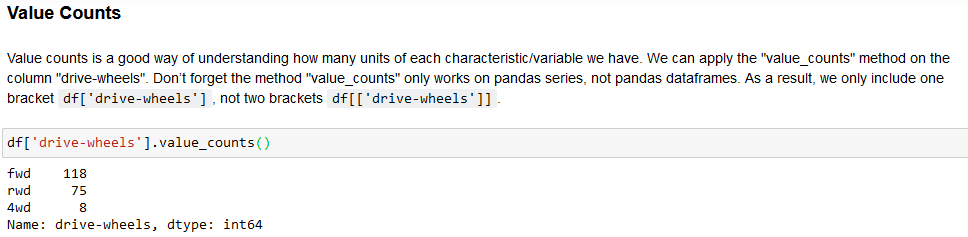 Value Counts
Value counts is a good way of understanding how many units of each characteristic/variable we have. We can apply the "value_counts" method on the
column "drive-wheels". Don’t forget the method "value_counts" only works on pandas series, not pandas dataframes. As a result, we only include one
bracket df['drive-wheels'] , not two brackets df[['drive-wheels']] .
df['drive-wheels'].value_counts()
fwd    118
rwd     75
4wd      8
Name: drive-wheels, dtype: int64